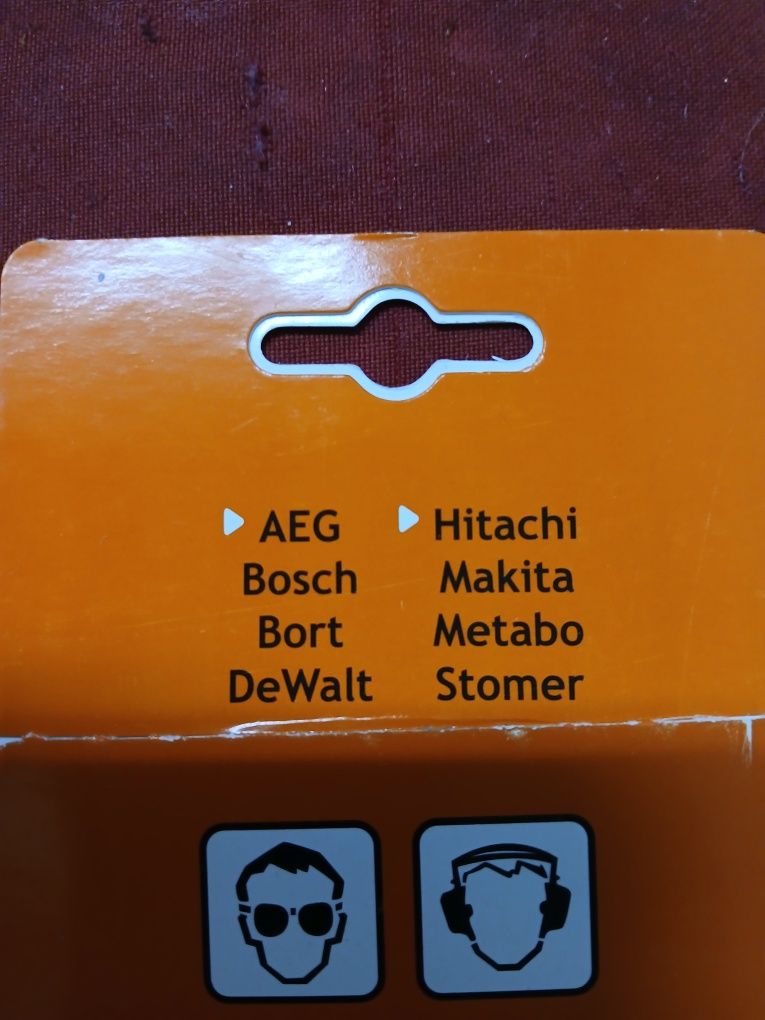 AEG
Bosch
Bort
DeWalt
Hitachi
Makita
Metabo
Stomer